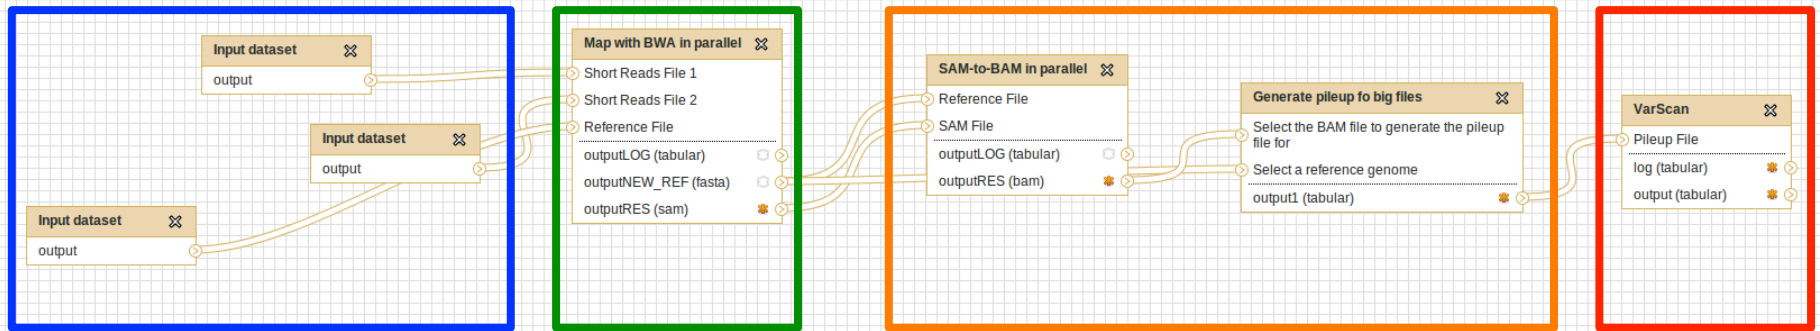 Input dataset
output
Input dataset
output
Input dataset
output
Map with BWA in parallel
Short Reads File 1
Short Reads File 2
Reference File
outputLOG (tabular)
outputNEW_REF (fasta)
outputRES (sam)
SAM-to-BAM in parallel
Reference File
SAM File
outputLOG (tabular)
outputRES (bam)
Generate pileup fo big files
Select the BAM file to generate the pileup
file for
Select a reference genome
output1 (tabular)
VarScan
Pileup File
log (tabular)
output (tabular)